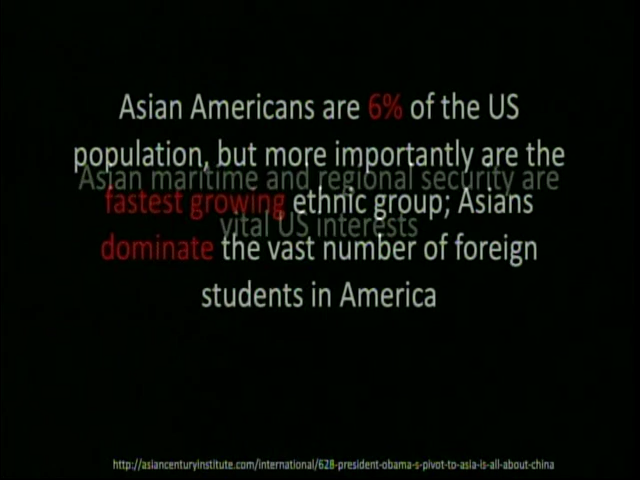 Asian Americans are 6% of the US
population, but more importantly are the
Asian maritime and regional security are
fastest growing ethnic group; Asians
vital US interests
dominate the vast number of foreign
students in America
http://asiancenturyinstitute.com/international/628-president-obama-s-pivot-to-asia-is-all-about-china